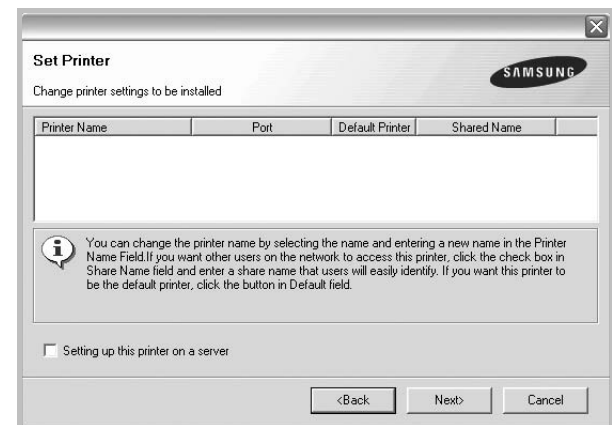 Set Printer
SAMSUNG
Change printer settings to be installed
Printer Name Port Default Printer Shared Name
You can change the printer name by selecting the name and entering a new name in the Printer
Name Field.If you want other users on the network to access this printer, click the check box in
Share Name field and enter a share name that users will easily identify. If you want this printer to
be the default printer, click the button in Default field.
Setting up this printer on a server
<Back Next> Cancel